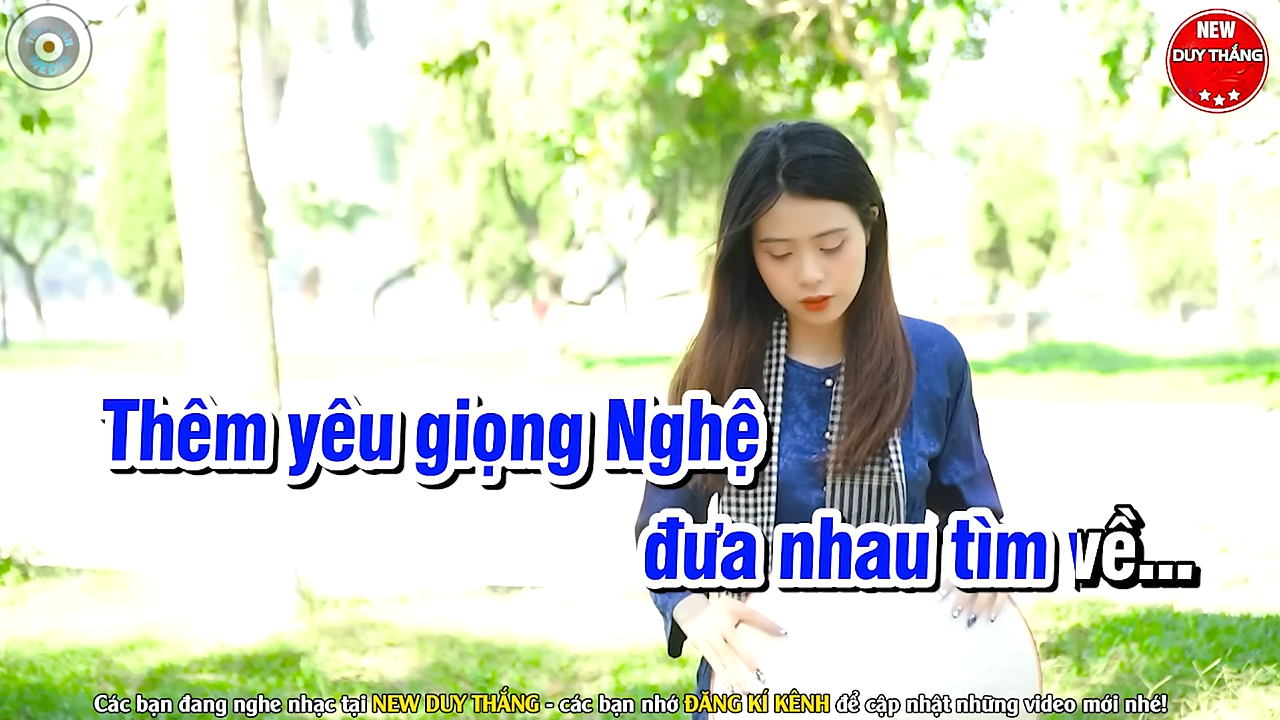 NEW
DUY THẮNG
Thêm yêu giọng Nghệ
đưa nhau tìm về...
Các bạn đang nghe nhạc tại NEW DUY THẮNG - các bạn nhớ ĐĂNG KÍ KÊNH để cập nhật những video mới nhé!